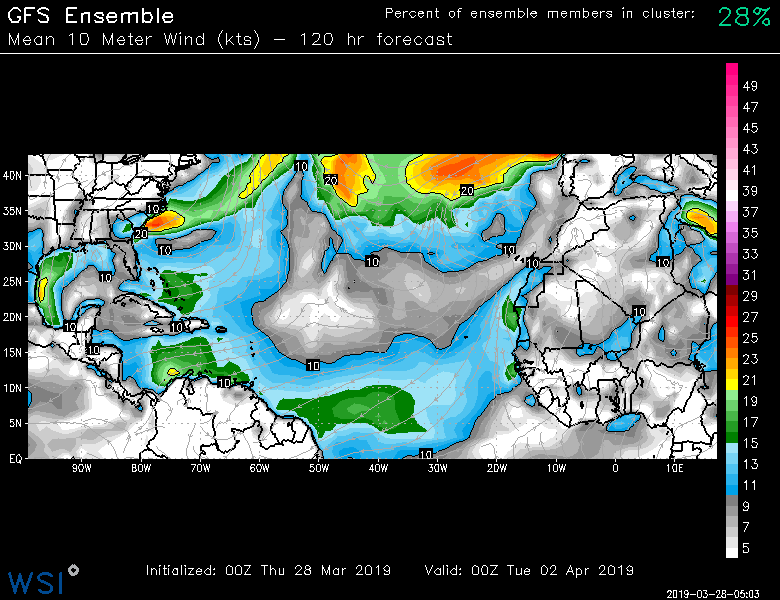 GFS Ensemble
Percent of ensemble members in cluster: 28%
Mean 10 Meter Wind (kts) – 120 hr forecast
49
47
45
43
41
39
37
35
33
31
29
27
25
23
21
19
17
15
13
11
9
7
5
40N
35N
30N
25N
20N
15N
10N
5N
EQ
10
20
20
10
20
10
10
10
10
10
10
10
10
10
10
10
10
10
10
90W
80W
70W
60W
50W
40W
30W
20W
10W
0
10E
Initialized: 00Z Thu 28 Mar 2019
Valid: 00Z Tue 02 Apr 2019
WSI
2019-03-28-05:03